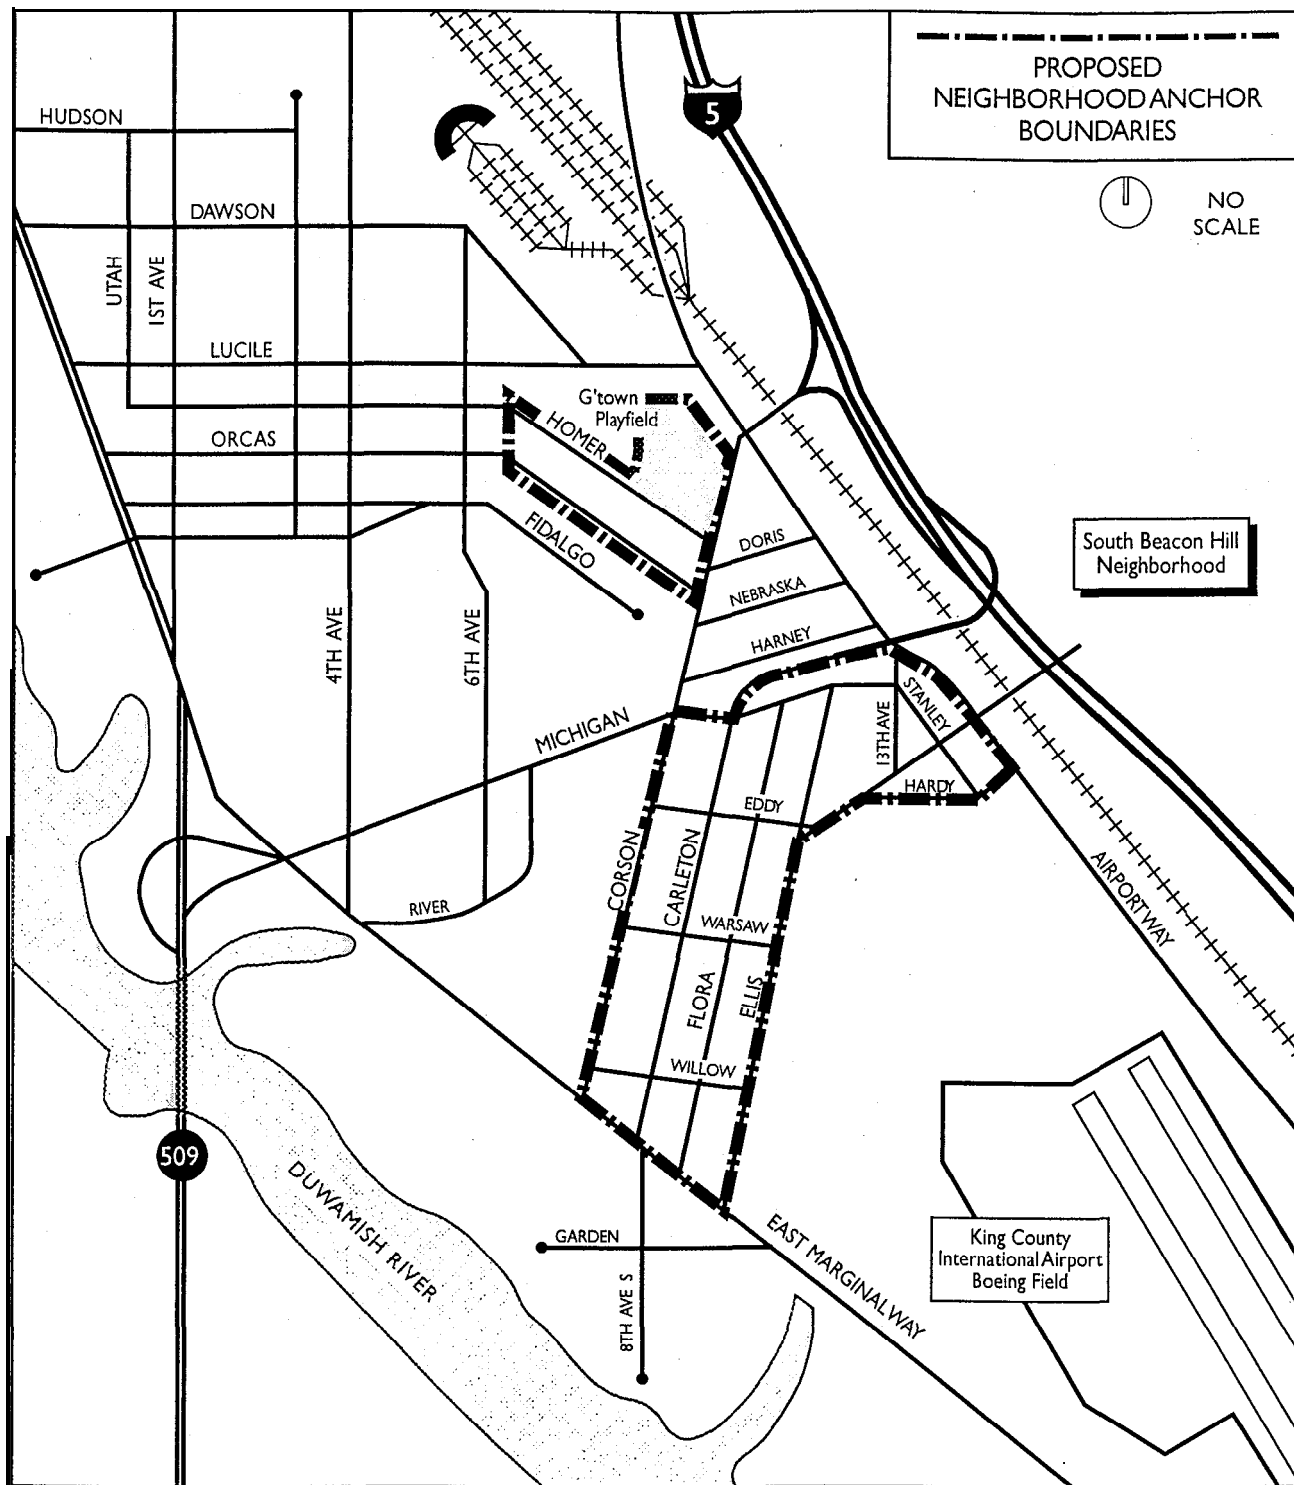 PROPOSED
NEIGHBORHOOD ANCHOR
BOUNDARIES
5
NO
SCALE
HUDSON
DAWSON
UTAH
1ST AVE
LUCILE
G'town
Playfield
HOMER
ORCAS
FIDALGO
DORIS
NEBRASKA
HARNEY
South Beacon Hill
Neighborhood
4TH AVE
6TH AVE
MICHIGAN
STANLEY
13TH AVE
HARDY
EDDY
CORSON
CARLETON
AIRPORT WAY
RIVER
WARSAW
FLORA
ELLIS
WILLOW
509
DUWAMISH RIVER
GARDEN
EAST MARGINAL WAY
8TH AVE S
King County
International Airport
Boeing Field